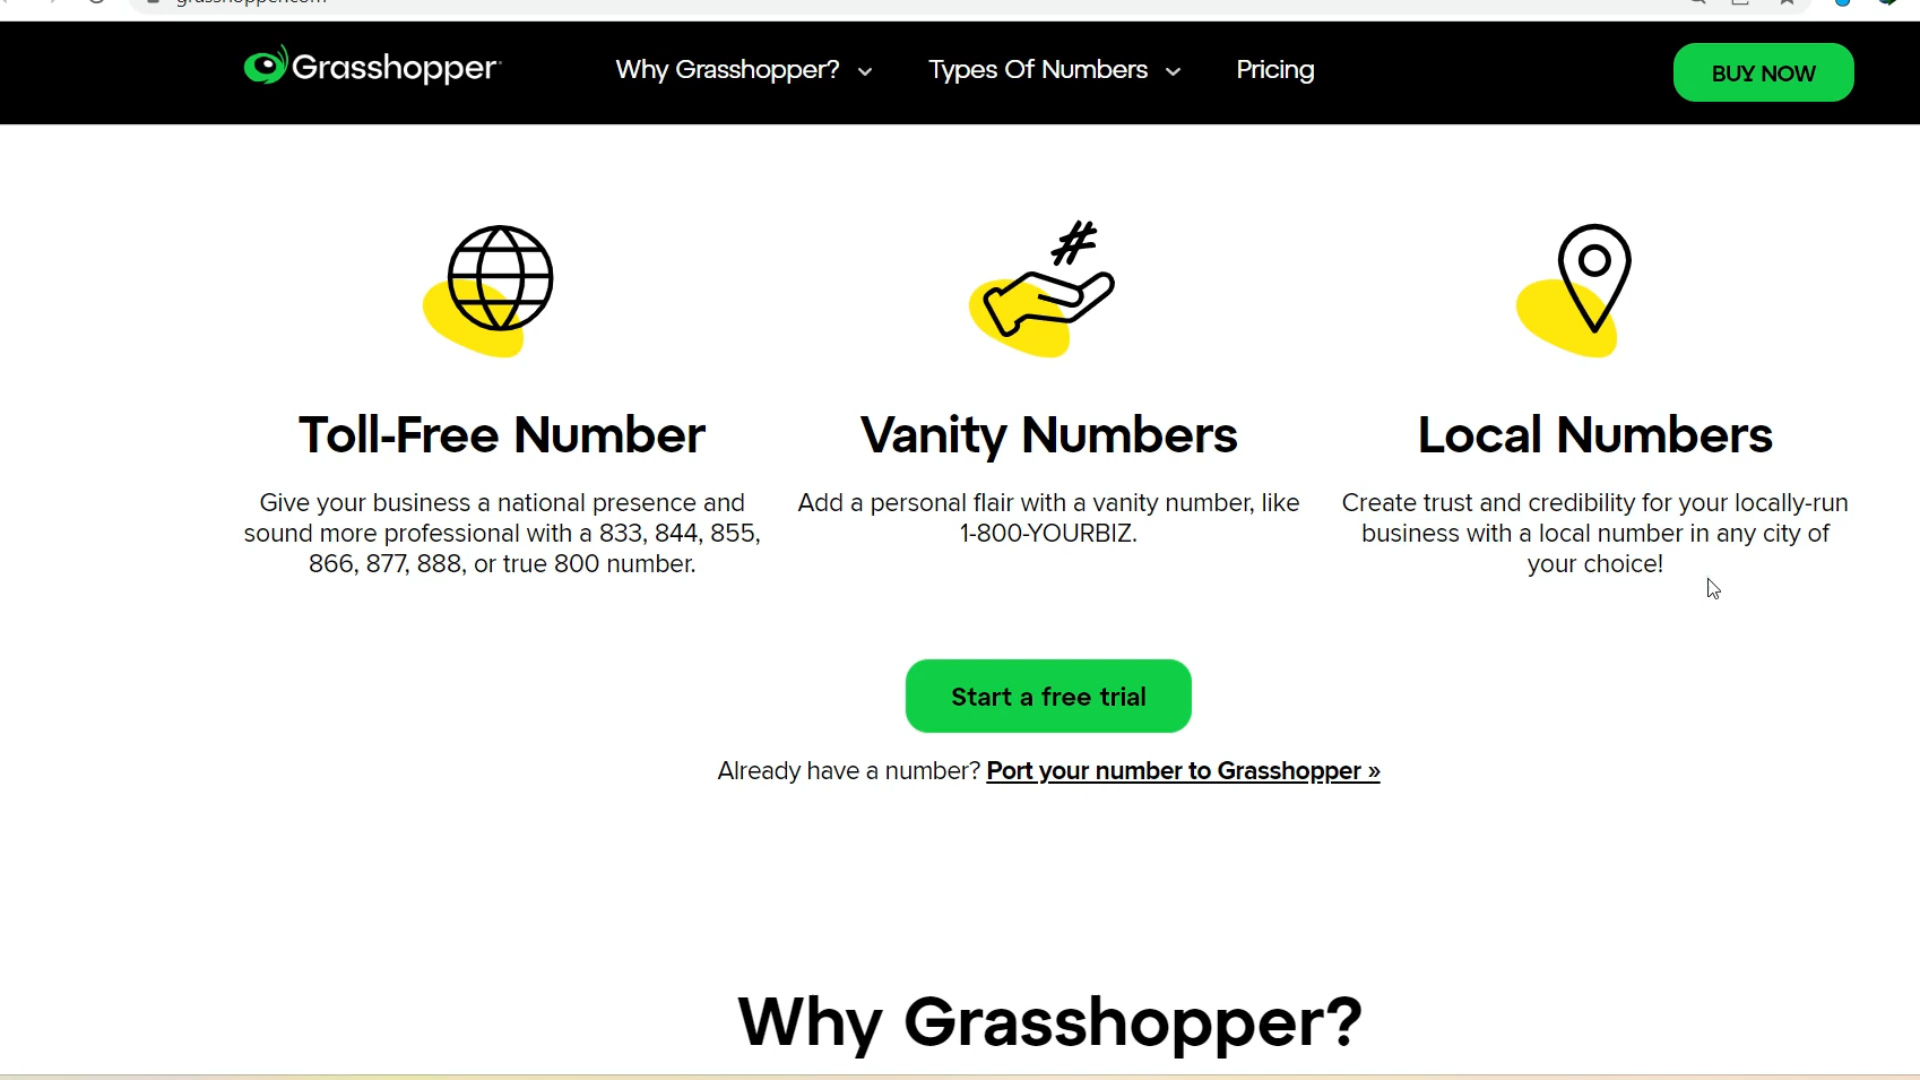 grasshopper.com
Grasshopper
Why Grasshopper?
Types Of Numbers
Pricing
BUY NOW
#
Toll-Free Number
Give your business a national presence and
sound more professional with a 833, 844, 855,
866, 877, 888, or true 800 number.
Vanity Numbers
Add a personal flair with a vanity number, like
1-800-YOURBIZ.
Local Numbers
Create trust and credibility for your locally-run
business with a local number in any city of
your choice!
Start a free trial
Already have a number? Port your number to Grasshopper »
Why Grasshopper?